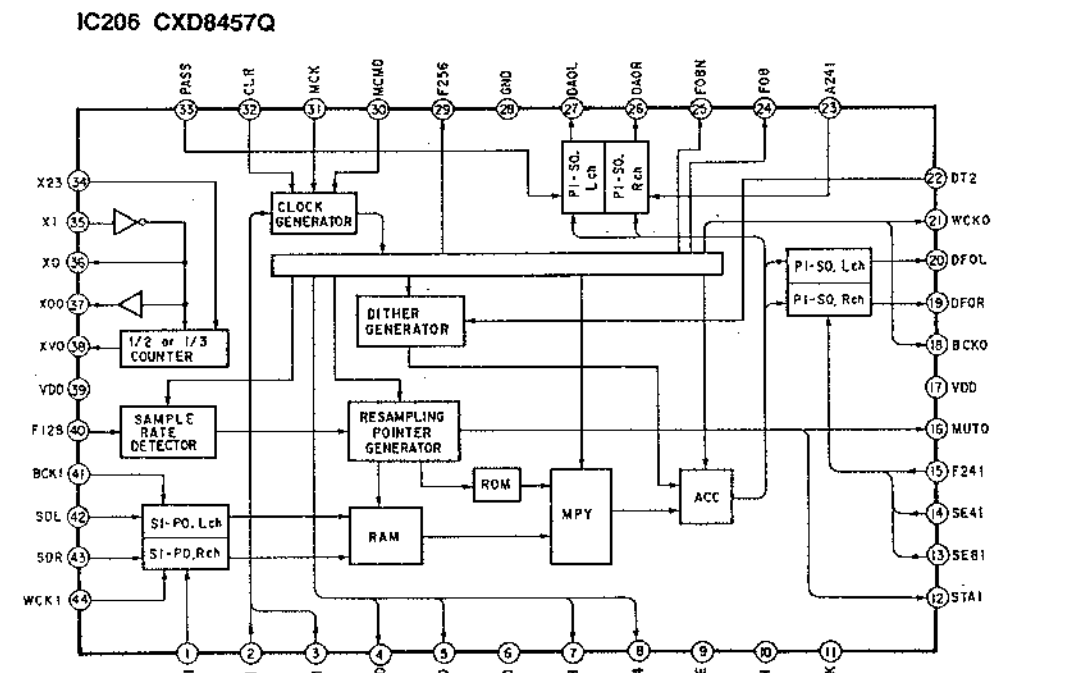 IC206 CXD8457Q
PASS
CLR
MCK
MCMD
F256
GND
DAOL
DAOR
FO8N
FO8
A241
33
32
31
30
29
28
27
26
25
24
23
X23 34
X1 35
XO 36
XOO 37
XVO 38
VDD 39
F128 40
BCK1 41
SDL 42
SDR 43
WCK1 44
CLOCK
GENERATOR
PI-SO,
Lch
PI-SO,
Rch
1/2 or 1/3
COUNTER
DITHER
GENERATOR
SAMPLE
RATE
DETECTOR
RESAMPLING
POINTER
GENERATOR
ROM
RAM
MPY
ACC
SI-PO, Lch
SI-PO,Rch
PI-SO, Lch
PI-SO, Rch
22 DT2
21 WCKO
20 DFOL
19 DFOR
18 BCKO
17 VDD
16 MUTO
15 F241
14 SE41
13 SE81
12 STA1
1
2
3
4
5
6
7
8
9
10
11